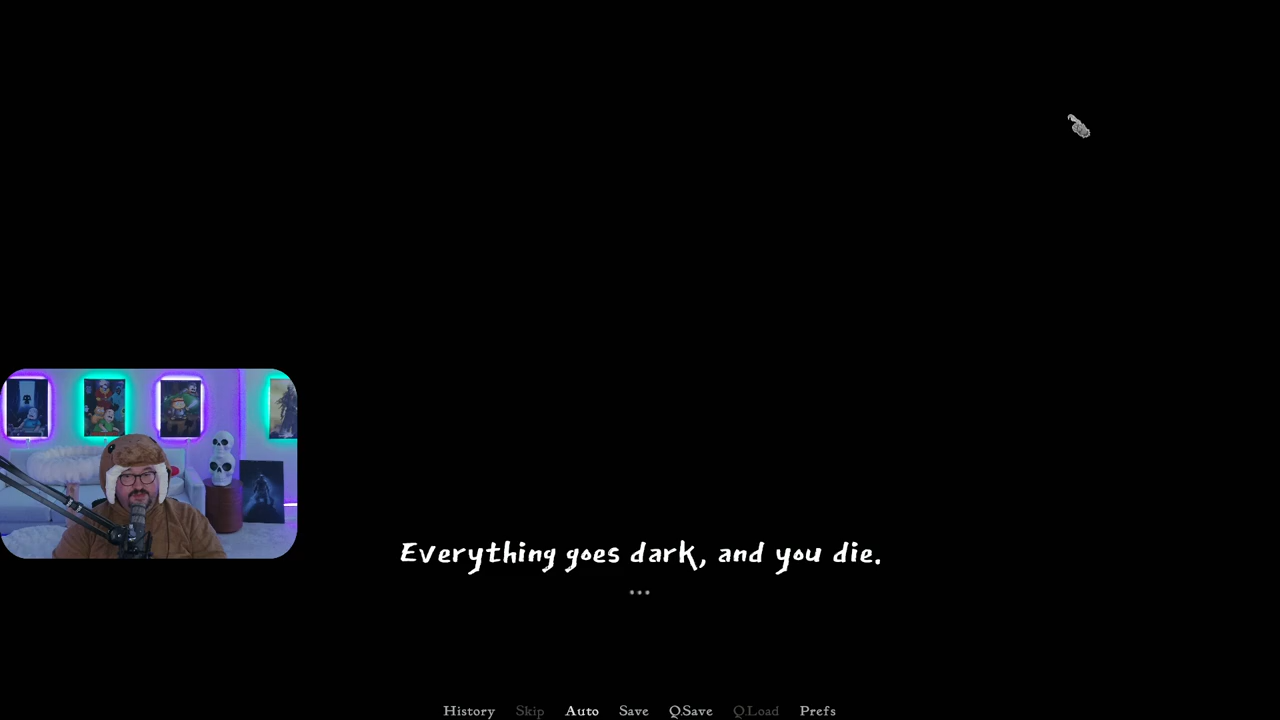 Everything goes dark, and you die.
...
History Skip Auto Save Q.Save Q.Load Prefs